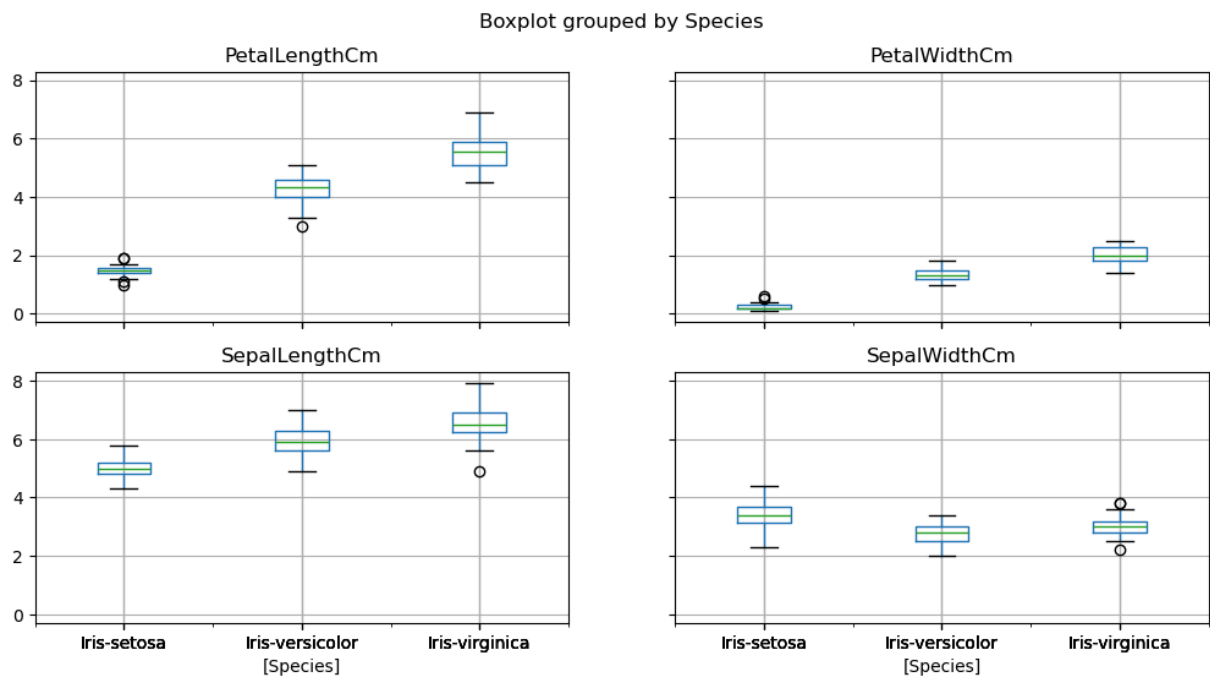 Boxplot grouped by Species
PetalLengthCm
PetalWidthCm
8
6
4
2
0
SepalLengthCm
SepalWidthCm
8
6
4
2
0
Iris-setosa Iris-versicolor Iris-virginica
[Species]
Iris-setosa Iris-versicolor Iris-virginica
[Species]